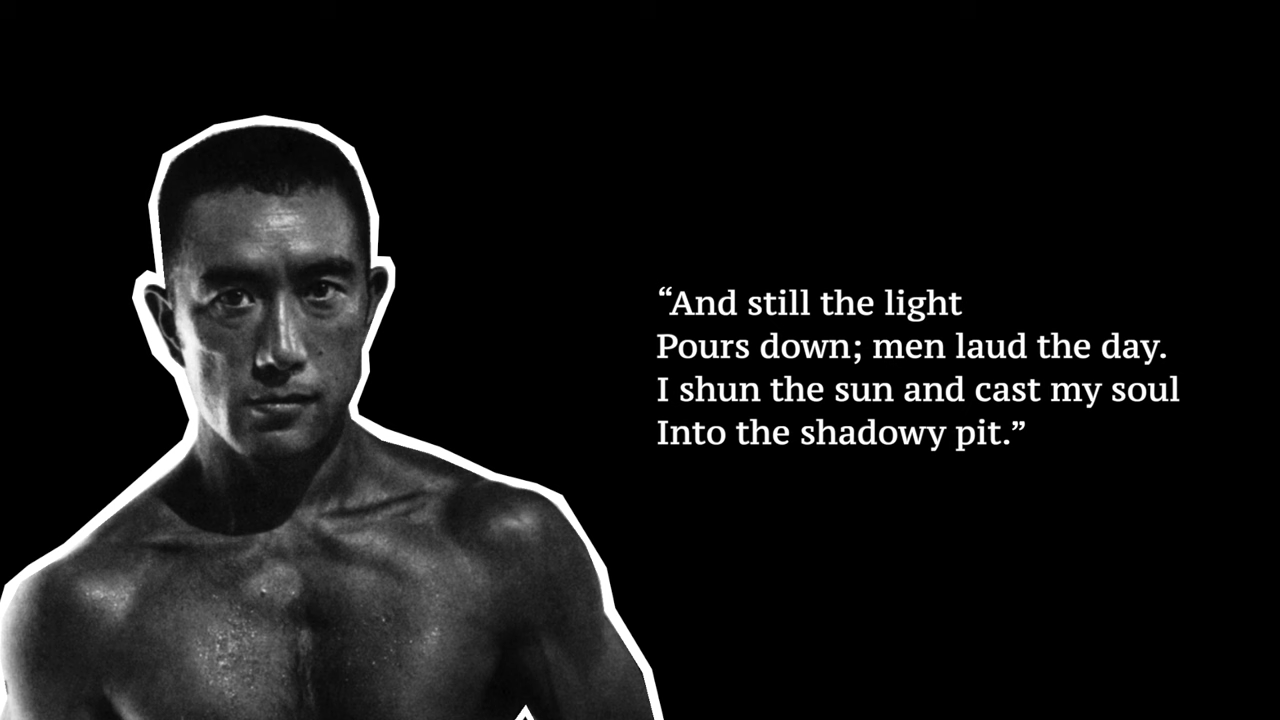 “And still the light
Pours down; men laud the day.
I shun the sun and cast my soul
Into the shadowy pit.”